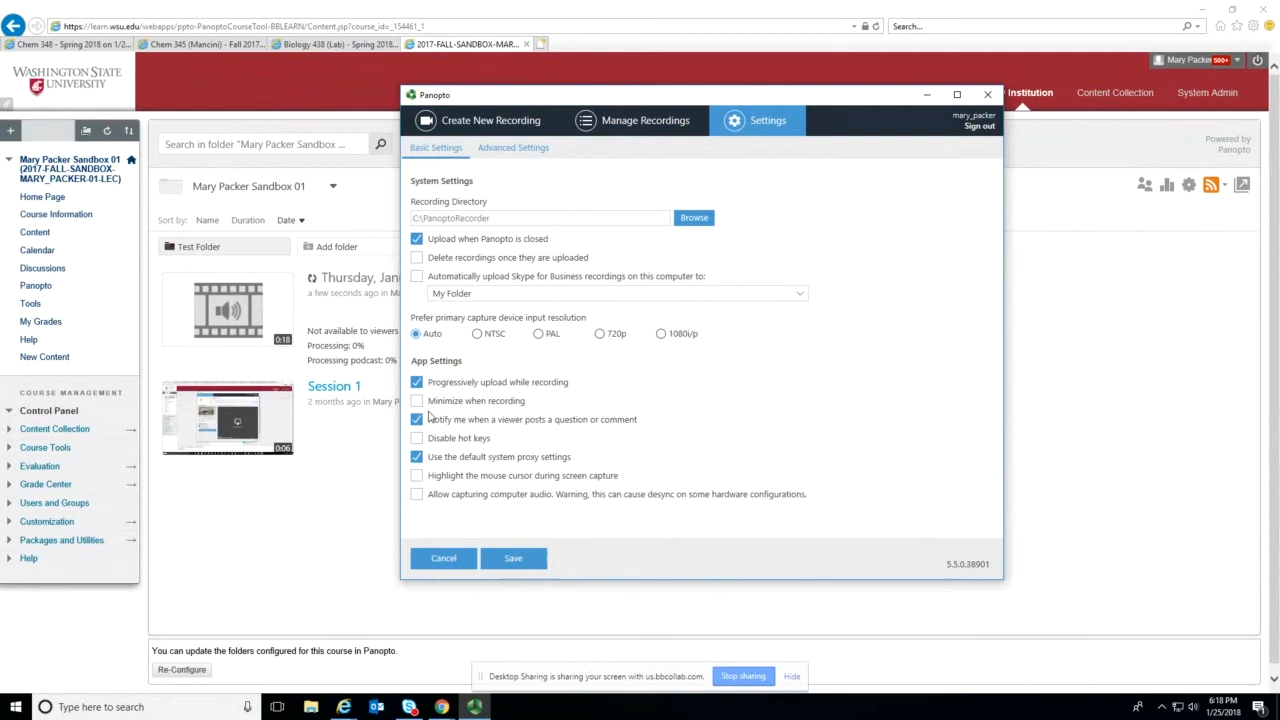 https://learn.wsu.edu/webapps/ppto-PanoptoCourseTool-BBLEARN/Content.jsp?course_id=_154461_1
Search...
Chem 348 - Spring 2018 on 1/2...
Chem 345 (Mancini) - Fall 2017...
Biology 438 (Lab) - Spring 2018...
2017-FALL-SANDBOX-MAR...
WASHINGTON STATE
UNIVERSITY
Mary Packer 500+
Institution
Content Collection
System Admin
Panopto
Create New Recording
Manage Recordings
Settings
mary_packer
Sign out
Basic Settings
Advanced Settings
Search in folder "Mary Packer Sandbox ...
Powered by
Panopto
Mary Packer Sandbox 01
(2017-FALL-SANDBOX-
MARY_PACKER-01-LEC)
Home Page
Course Information
Content
Calendar
Discussions
Panopto
Tools
My Grades
Help
New Content
COURSE MANAGEMENT
Control Panel
Content Collection
Course Tools
Evaluation
Grade Center
Users and Groups
Customization
Packages and Utilities
Help
Mary Packer Sandbox 01
Sort by: Name Duration Date
Test Folder
Add folder
Thursday, Jan
a few seconds ago in Ma
0:18
Not available to viewers
Processing: 0%
Processing podcast: 0%
Session 1
2 months ago in Mary P
0:06
System Settings
Recording Directory
C:\PanoptoRecorder
Browse
Upload when Panopto is closed
Delete recordings once they are uploaded
Automatically upload Skype for Business recordings on this computer to:
My Folder
Prefer primary capture device input resolution
Auto NTSC PAL 720p 1080i/p
App Settings
Progressively upload while recording
Minimize when recording
Notify me when a viewer posts a question or comment
Disable hot keys
Use the default system proxy settings
Highlight the mouse cursor during screen capture
Allow capturing computer audio. Warning, this can cause desync on some hardware configurations.
Cancel
Save
5.5.0.38901
You can update the folders configured for this course in Panopto.
Re-Configure
Desktop Sharing is sharing your screen with us.bbcollab.com.
Stop sharing
Hide
Type here to search
6:18 PM
1/25/2018